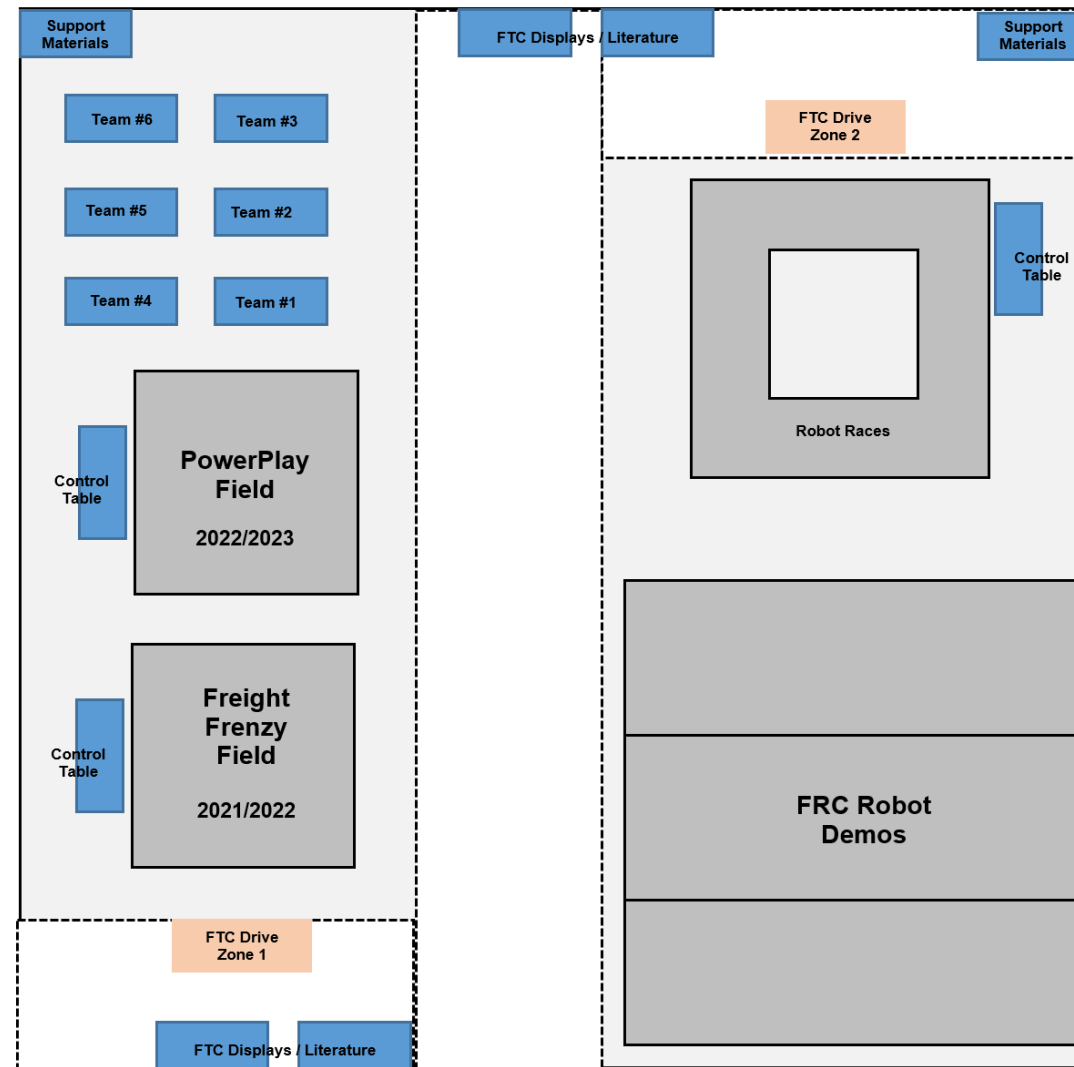 Support
Materials
FTC Displays / Literature
Support
Materials
Team #6
Team #3
FTC Drive
Zone 2
Team #5
Team #2
Control
Table
Team #4
Team #1
Robot Races
PowerPlay
Field
2022/2023
Control
Table
Freight
Frenzy
Field
2021/2022
Control
Table
FRC Robot
Demos
FTC Drive
Zone 1
FTC Displays / Literature